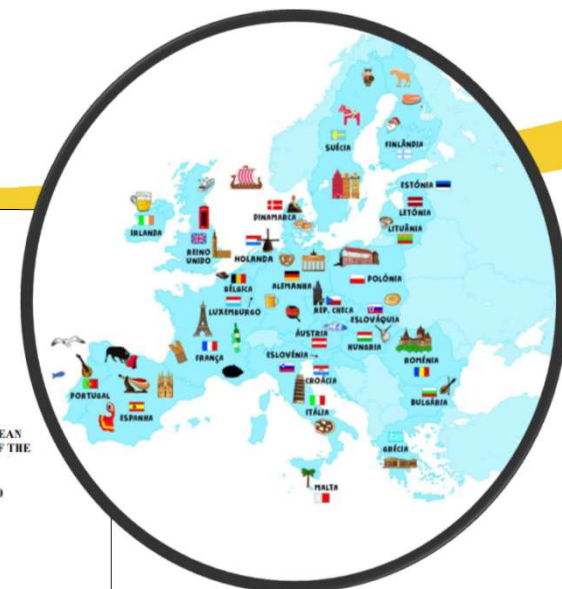 SUÉCIA
FINLÂNDIA
ESTÓNIA
LETÓNIA
LITUÂNIA
DINAMARCA
IRLANDA
REINO
UNIDO
HOLANDA
BÉLGICA
ALEMANHA
POLÓNIA
LUXEMBURGO
REP. CHECA
ESLOVÁQUIA
ÁUSTRIA
HUNGRIA
FRANÇA
ESLOVÉNIA
CROÁCIA
ROMÉNIA
ITÁLIA
BULGÁRIA
PORTUGAL
ESPANHA
GRÉCIA
MALTA
EAN
F THE